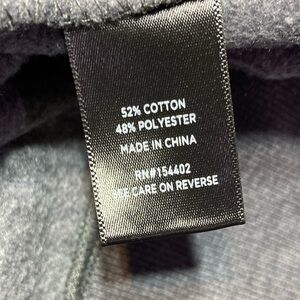 52% COTTON
48% POLYESTER
MADE IN CHINA
RN#154402
SEE CARE ON REVERSE